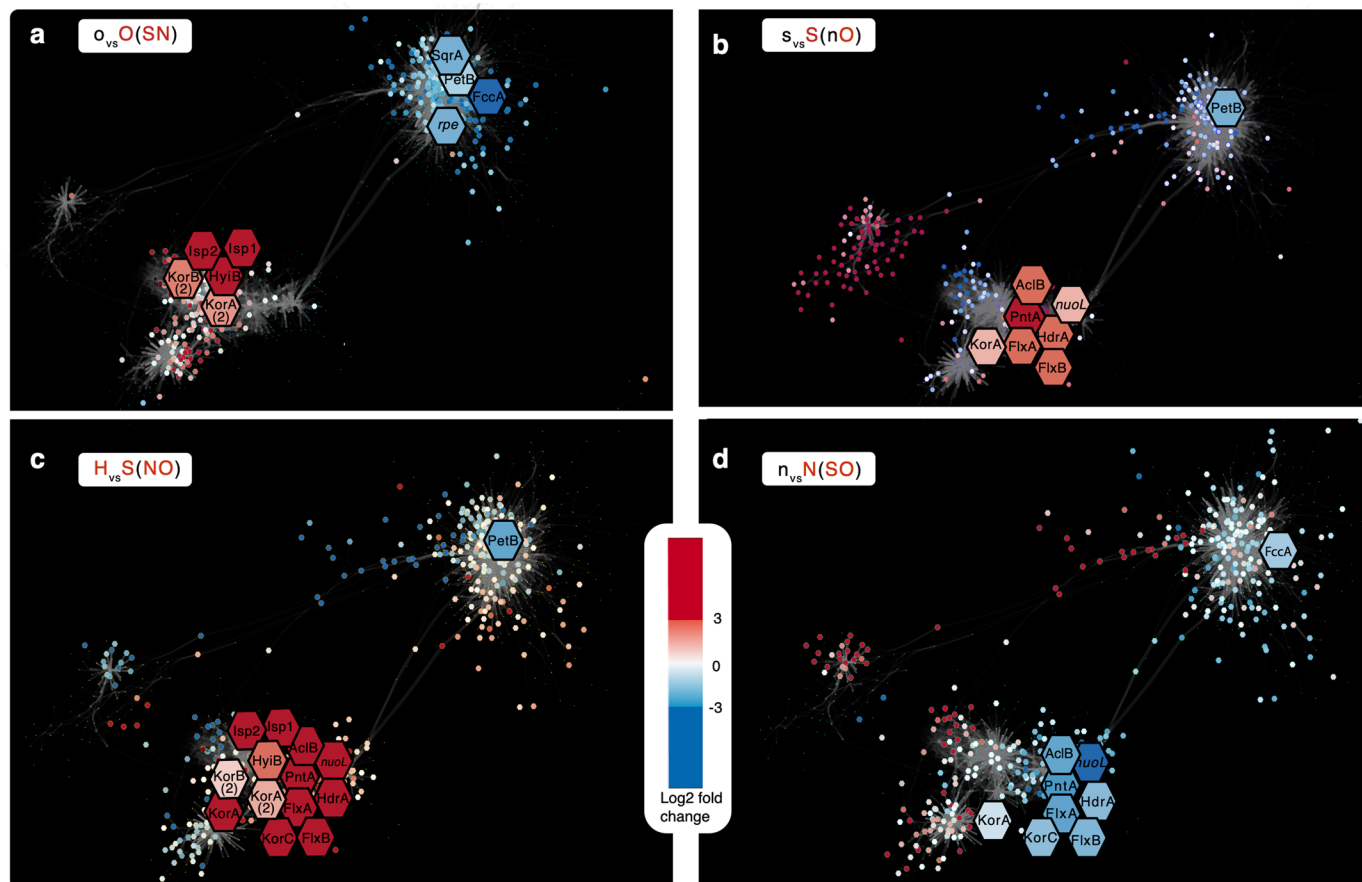 a
o vs O(SN)
SqrA
PetB
FccA
rpe
Isp2
Isp1
KorB
(2)
HyiB
KorA
(2)
b
s vs S(nO)
PetB
AclB
nuoL
PntA
HdrA
KorA
FlxA
FlxB
c
H vs S(NO)
PetB
Isp2
Isp1
AclB
HyiB
nuoL
KorB
(2)
PntA
KorA
(2)
HdrA
FlxA
KorA
KorC
FlxB
d
n vs N(SO)
FccA
AclB
nuoL
PntA
HdrA
FlxA
KorA
KorC
FlxB
3
0
-3
Log2 fold
change